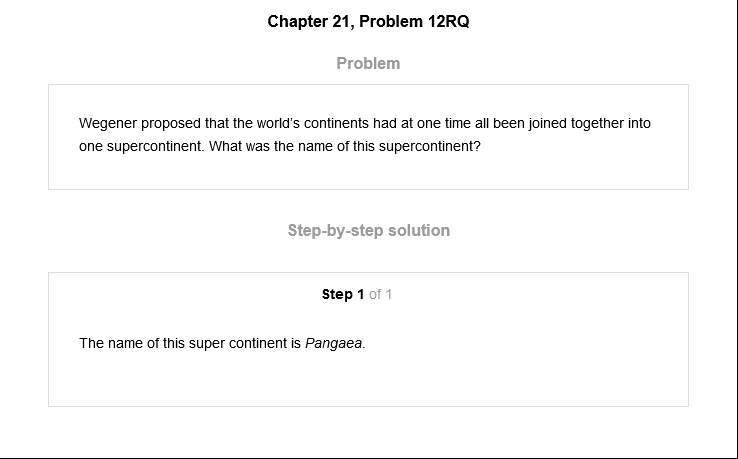 Chapter 21, Problem 12RQ
Problem
Wegener proposed that the world's continents had at one time all been joined together into
one supercontinent. What was the name of this supercontinent?
Step-by-step solution
Step 1 of 1
The name of this super continent is Pangaea.